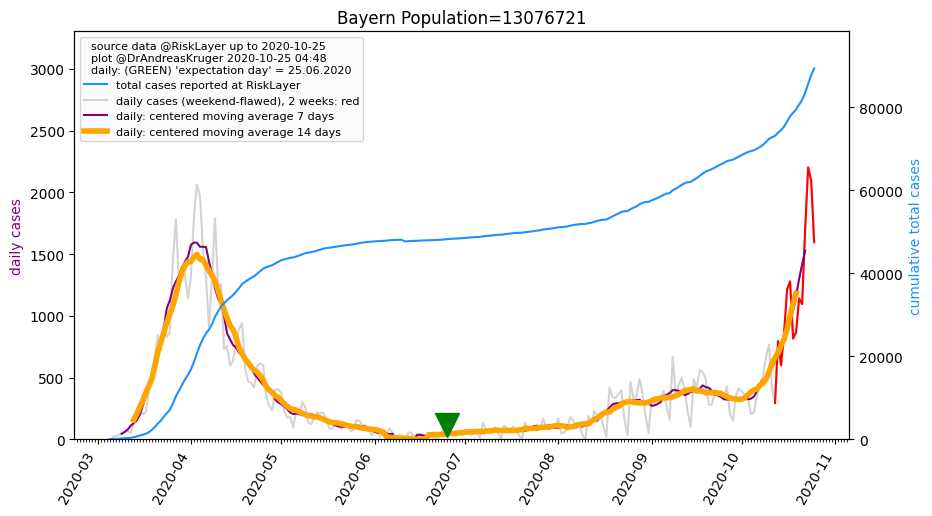 Bayern Population=13076721
source data @RiskLayer up to 2020-10-25
plot @DrAndreasKruger 2020-10-25 04:48
daily: (GREEN) 'expectation day' = 25.06.2020
total cases reported at RiskLayer
daily cases (weekend-flawed), 2 weeks: red
daily: centered moving average 7 days
daily: centered moving average 14 days
daily cases
3000
2500
2000
1500
1000
500
0
80000
60000
40000
20000
0
cumulative total cases
2020-03
2020-04
2020-05
2020-06
2020-07
2020-08
2020-09
2020-10
2020-11